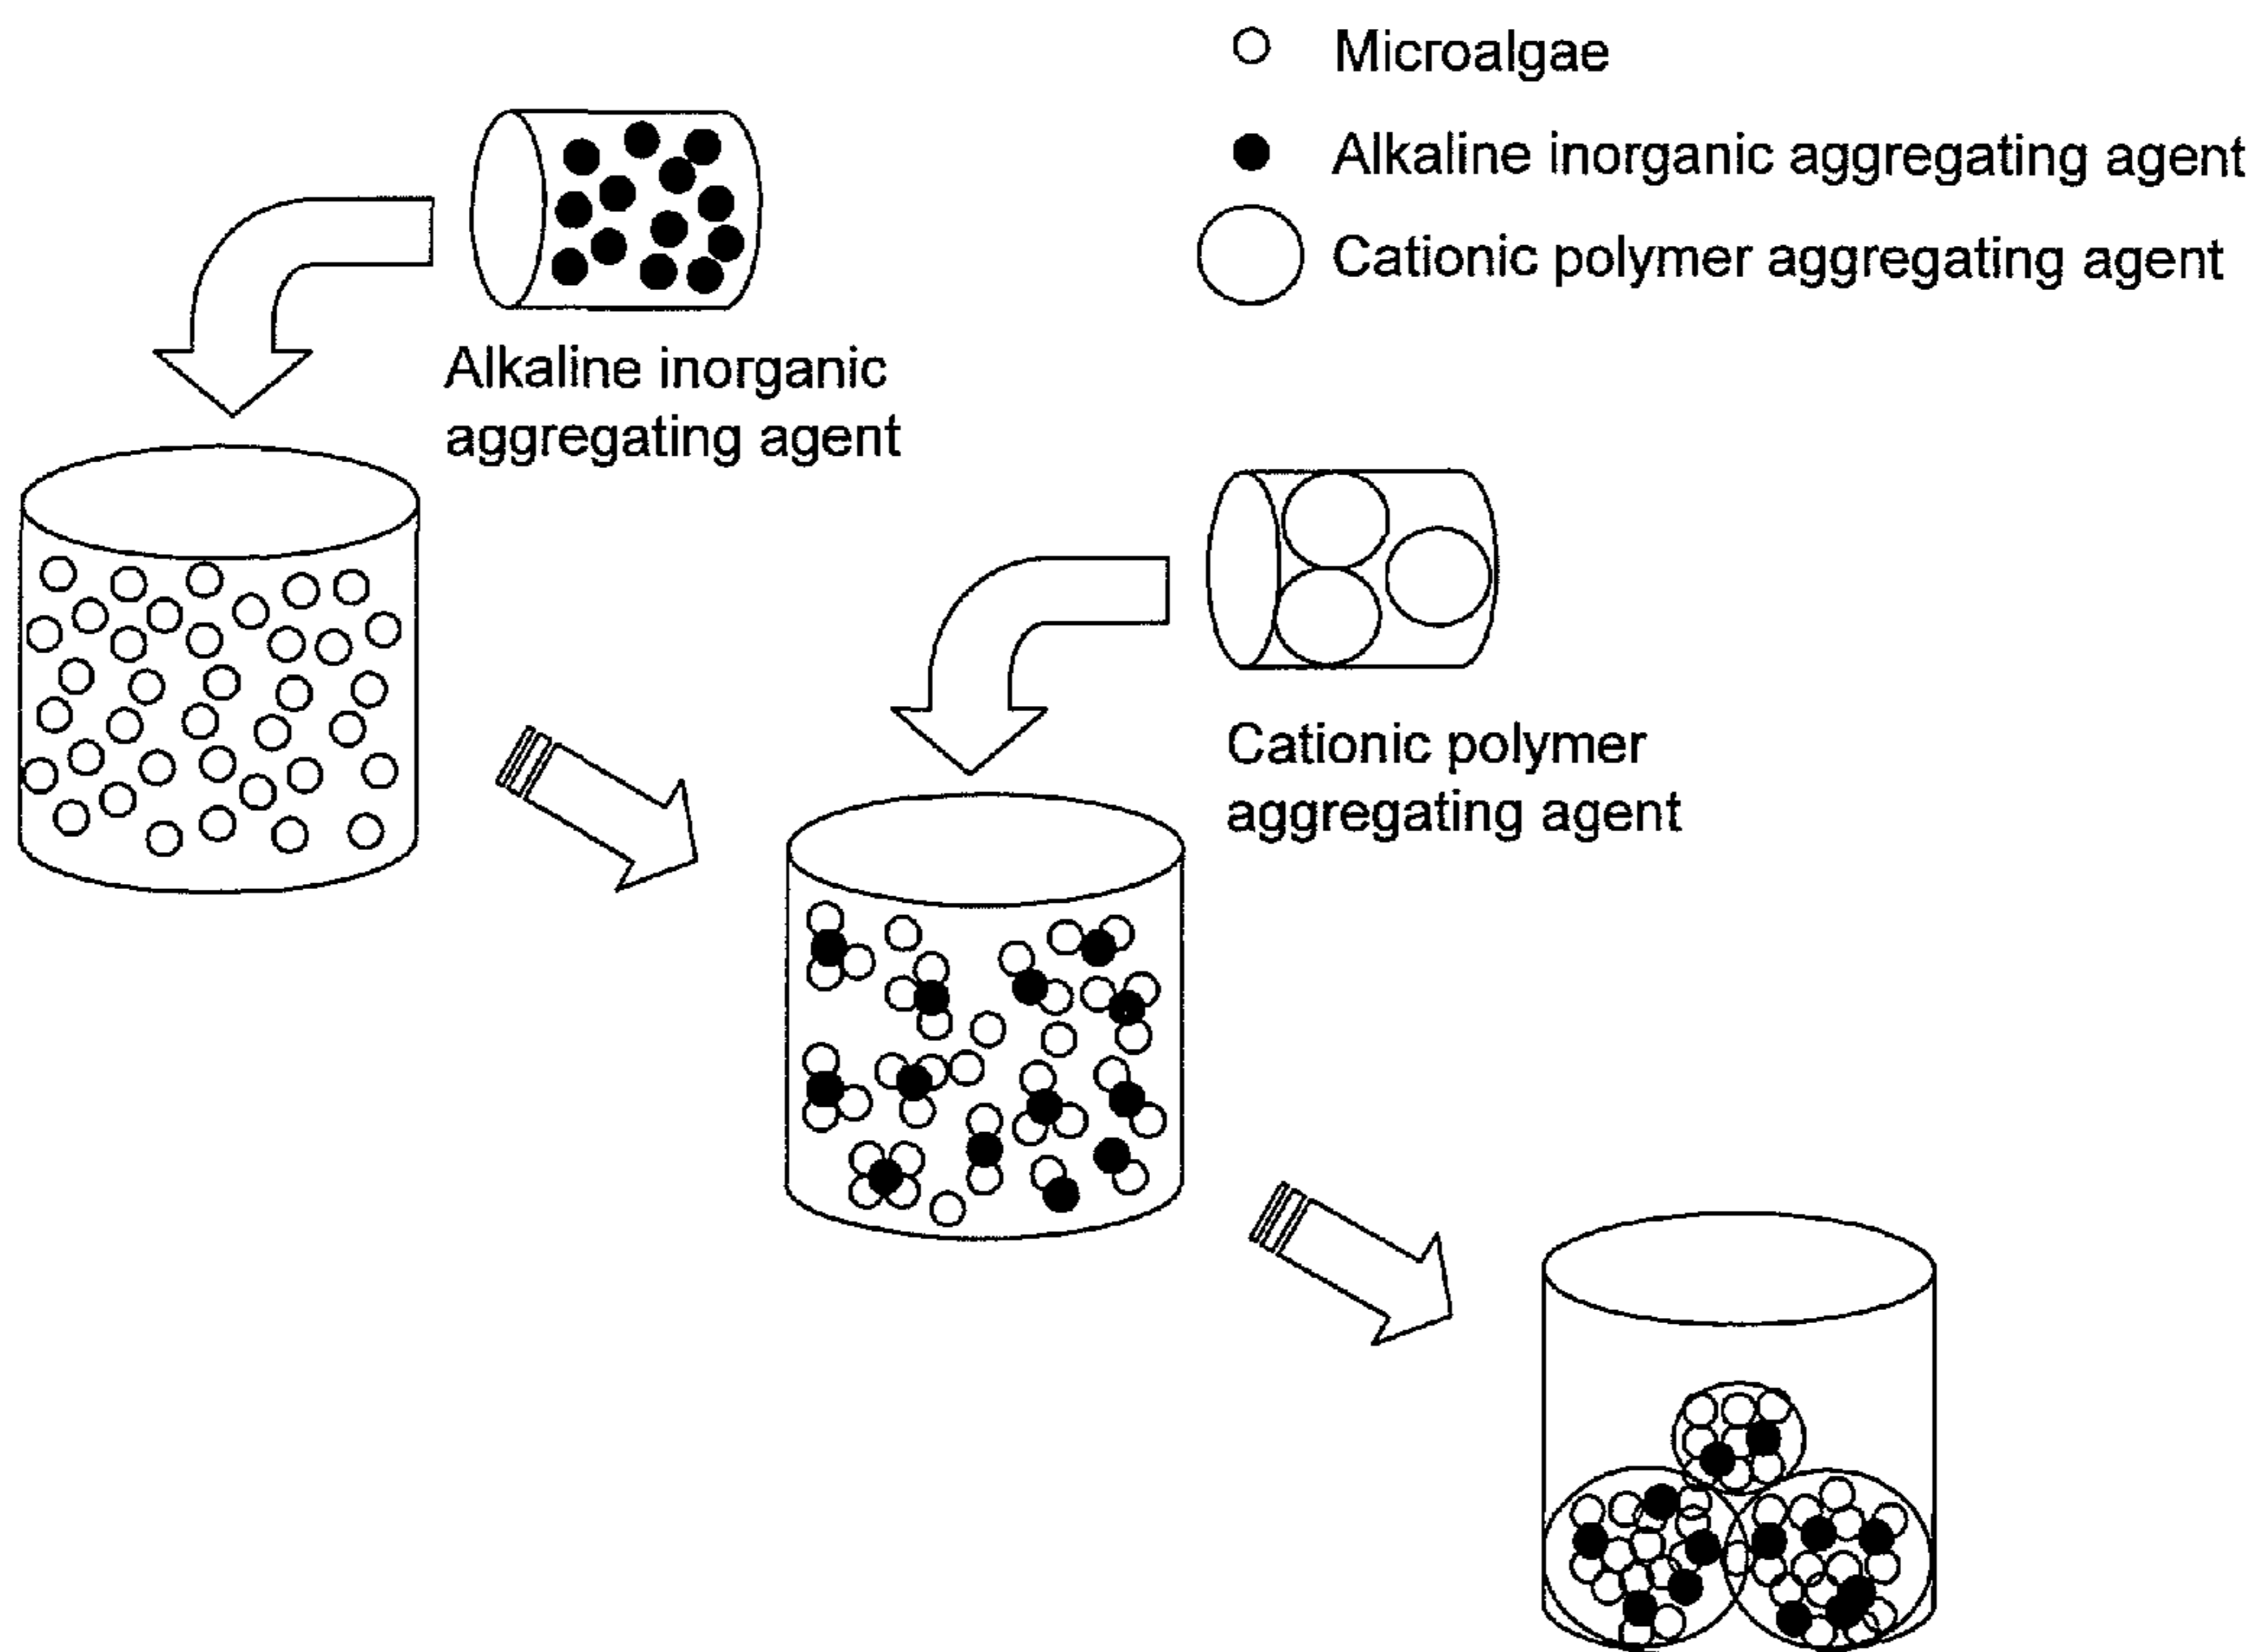 Microalgae
Alkaline inorganic aggregating agent
Cationic polymer aggregating agent
Alkaline inorganic
aggregating agent
Cationic polymer
aggregating agent